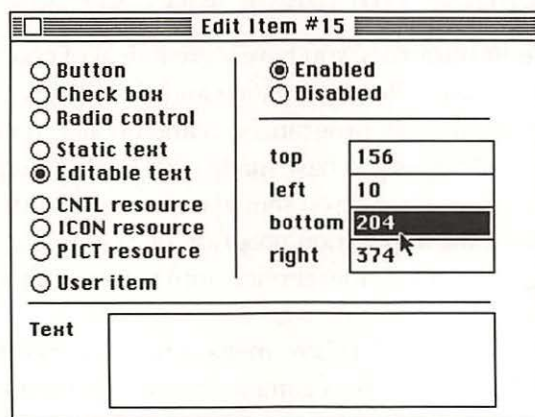 Edit Item #15
Button
Check box
Radio control
Static text
Editable text
CNTL resource
ICON resource
PICT resource
User item
Enabled
Disabled
top 156
left 10
bottom 204
right 374
Text